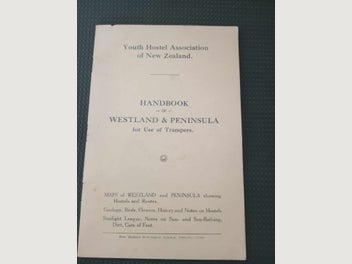 Youth Hostel Association
of New Zealand.
HANDBOOK
— OF —
WESTLAND & PENINSULA
for Use of Trampers.
MAPS of WESTLAND and PENINSULA showing
Hostels and Routes.
Geology, Birds, Flowers, History and Notes on Hostels
Sunlight League, Notes on Sun- and Sea-Bathing,
Diet, Care of Feet.